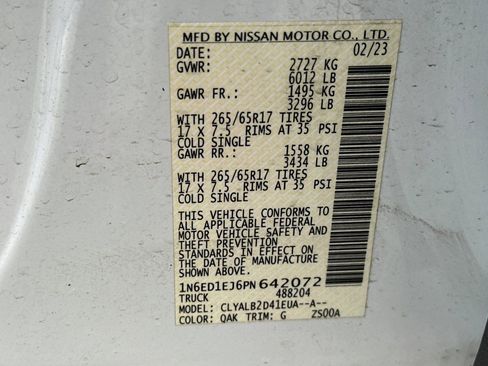 MFD BY NISSAN MOTOR CO., LTD.
DATE: 02/23
GVWR: 2727 KG
6012 LB
GAWR FR.: 1495 KG
3296 LB
WITH 265/65R17 TIRES
17 X 7.5 RIMS AT 35 PSI
COLD SINGLE
GAWR RR.: 1558 KG
3434 LB
WITH 265/65R17 TIRES
17 X 7.5 RIMS AT 35 PSI
COLD SINGLE
THIS VEHICLE CONFORMS TO
ALL APPLICABLE FEDERAL
MOTOR VEHICLE SAFETY AND
THEFT PREVENTION
STANDARDS IN EFFECT ON
THE DATE OF MANUFACTURE
SHOWN ABOVE.
1N6ED1EJ6PN642072
TRUCK 488204
MODEL: CLYALB2D41EUA--A--
COLOR: QAK TRIM: G ZS00A